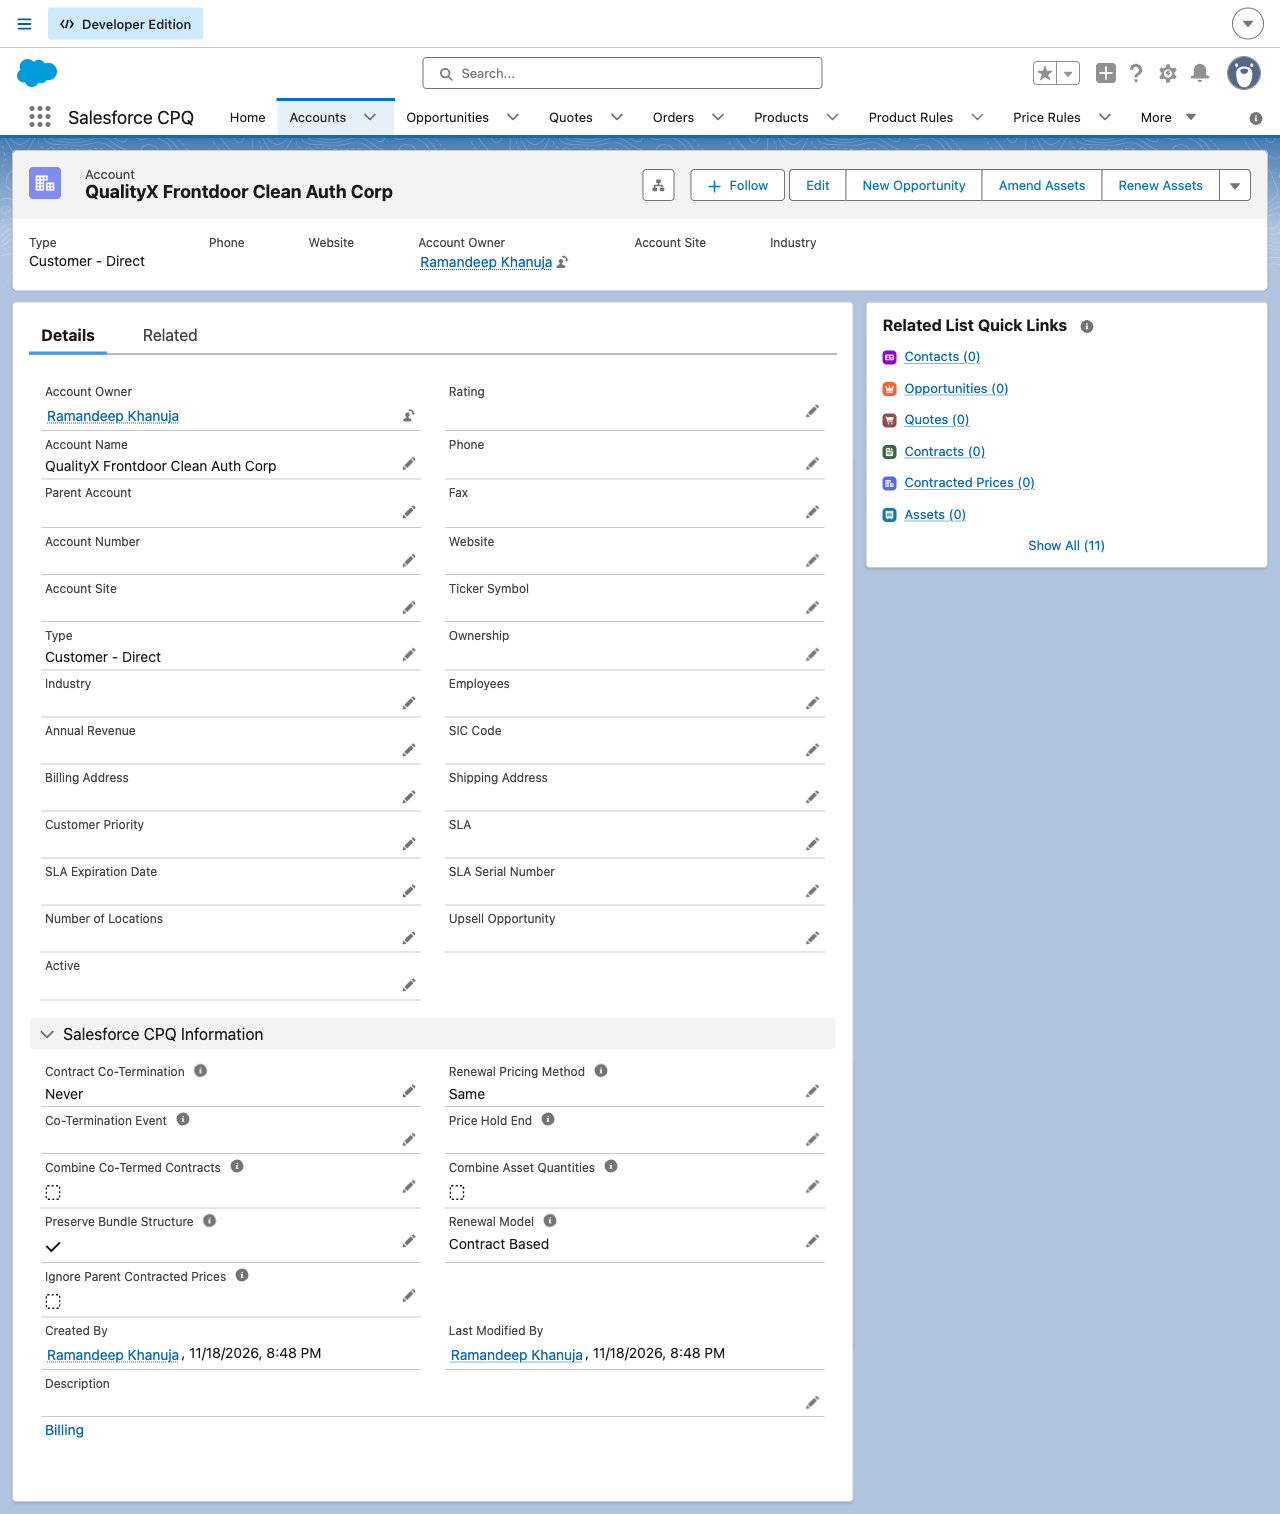 Developer Edition
Search...
Salesforce CPQ
Home
Accounts
Opportunities
Quotes
Orders
Products
Product Rules
Price Rules
More
Account
QualityX Frontdoor Clean Auth Corp
Follow
Edit
New Opportunity
Amend Assets
Renew Assets
Type
Customer - Direct
Phone
Website
Account Owner
Ramandeep Khanuja
Account Site
Industry
Details
Related
Account Owner
Ramandeep Khanuja
Rating
Account Name
QualityX Frontdoor Clean Auth Corp
Phone
Parent Account
Fax
Account Number
Website
Account Site
Ticker Symbol
Type
Customer - Direct
Ownership
Industry
Employees
Annual Revenue
SIC Code
Billing Address
Shipping Address
Customer Priority
SLA
SLA Expiration Date
SLA Serial Number
Number of Locations
Upsell Opportunity
Active
Salesforce CPQ Information
Contract Co-Termination
Never
Renewal Pricing Method
Same
Co-Termination Event
Price Hold End
Combine Co-Termed Contracts
Combine Asset Quantities
Preserve Bundle Structure
Renewal Model
Contract Based
Ignore Parent Contracted Prices
Created By
Ramandeep Khanuja, 11/18/2026, 8:48 PM
Last Modified By
Ramandeep Khanuja, 11/18/2026, 8:48 PM
Description
Billing
Related List Quick Links
Contacts (0)
Opportunities (0)
Quotes (0)
Contracts (0)
Contracted Prices (0)
Assets (0)
Show All (11)